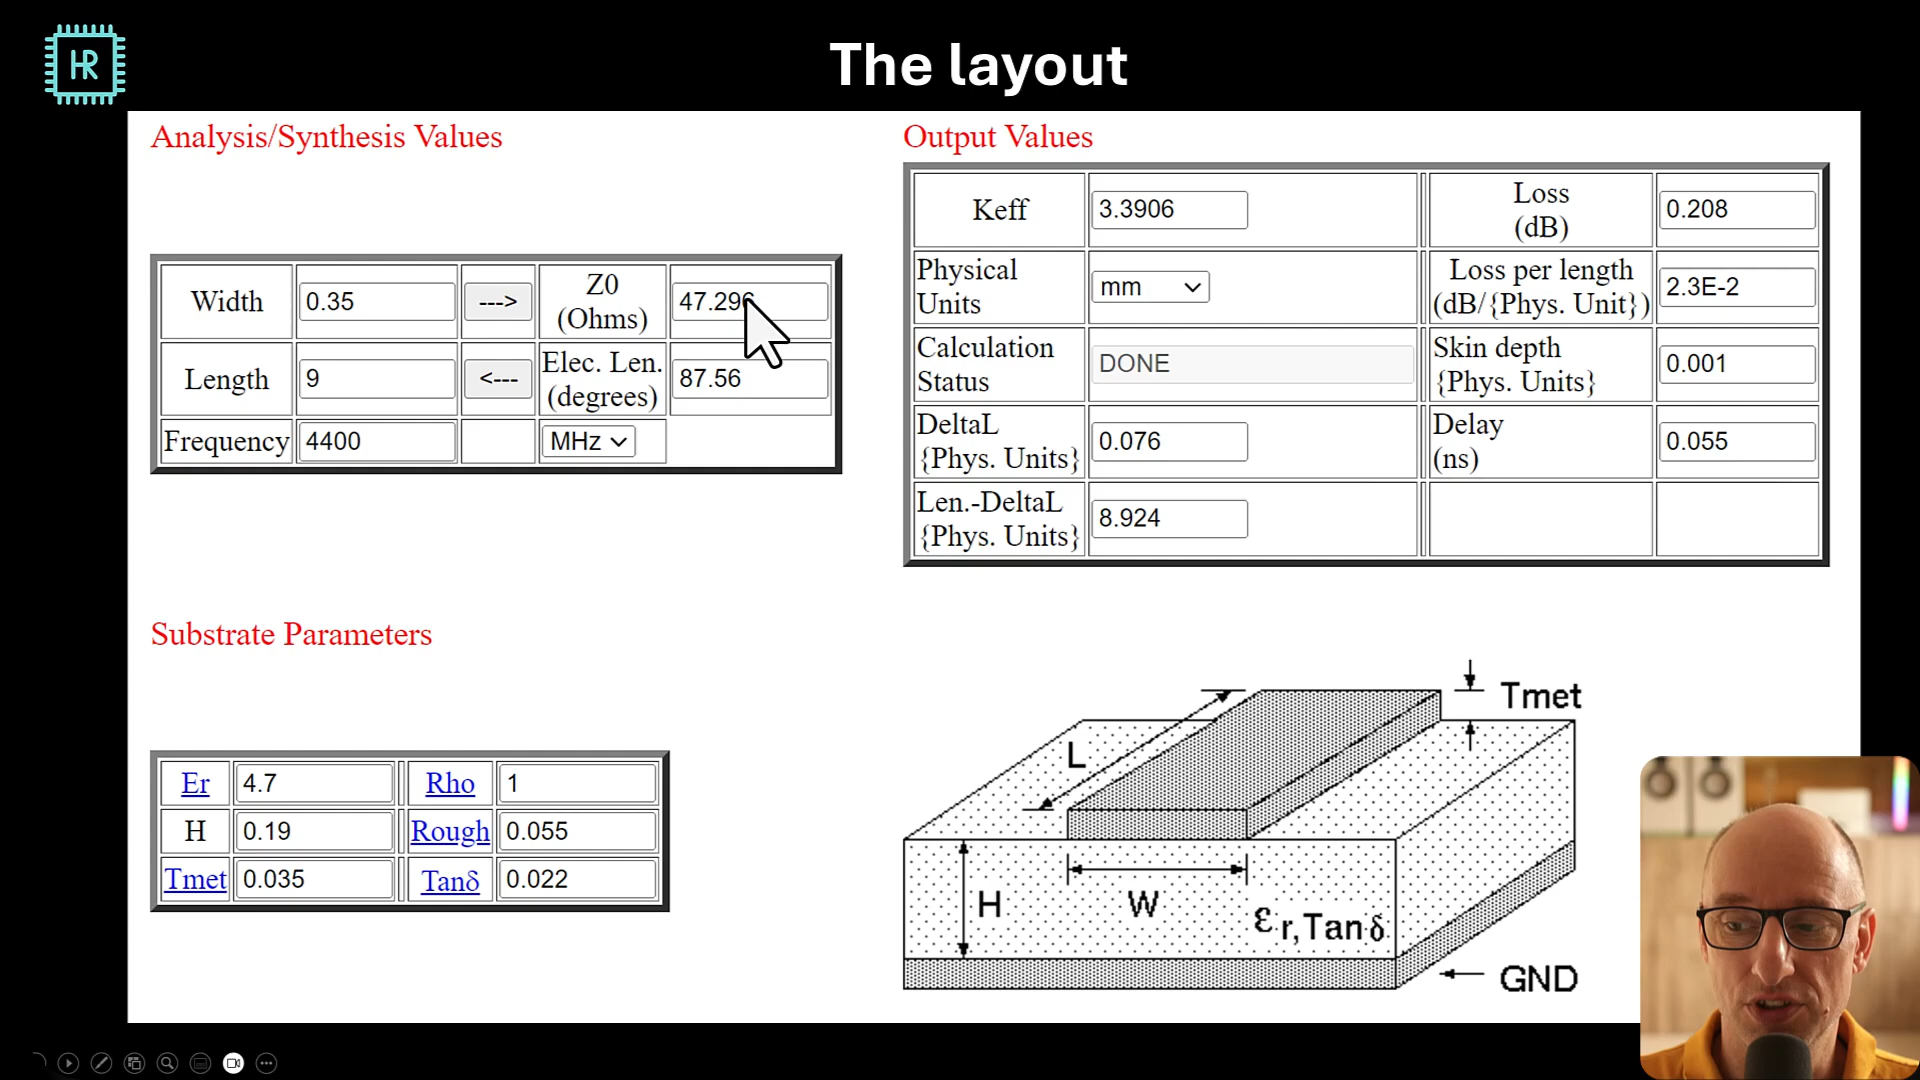 HR
The layout
Analysis/Synthesis Values
Width 0.35 ---> Z0 (Ohms) 47.296
Length 9 <--- Elec. Len. (degrees) 87.56
Frequency 4400 MHz
Output Values
Keff 3.3906 Loss (dB) 0.208
Physical Units mm Loss per length (dB/{Phys. Unit}) 2.3E-2
Calculation Status DONE Skin depth {Phys. Units} 0.001
DeltaL {Phys. Units} 0.076 Delay (ns) 0.055
Len.-DeltaL {Phys. Units} 8.924
Substrate Parameters
Er 4.7 Rho 1
H 0.19 Rough 0.055
Tmet 0.035 Tanδ 0.022
Tmet
L
H
W
εr,Tanδ
GND